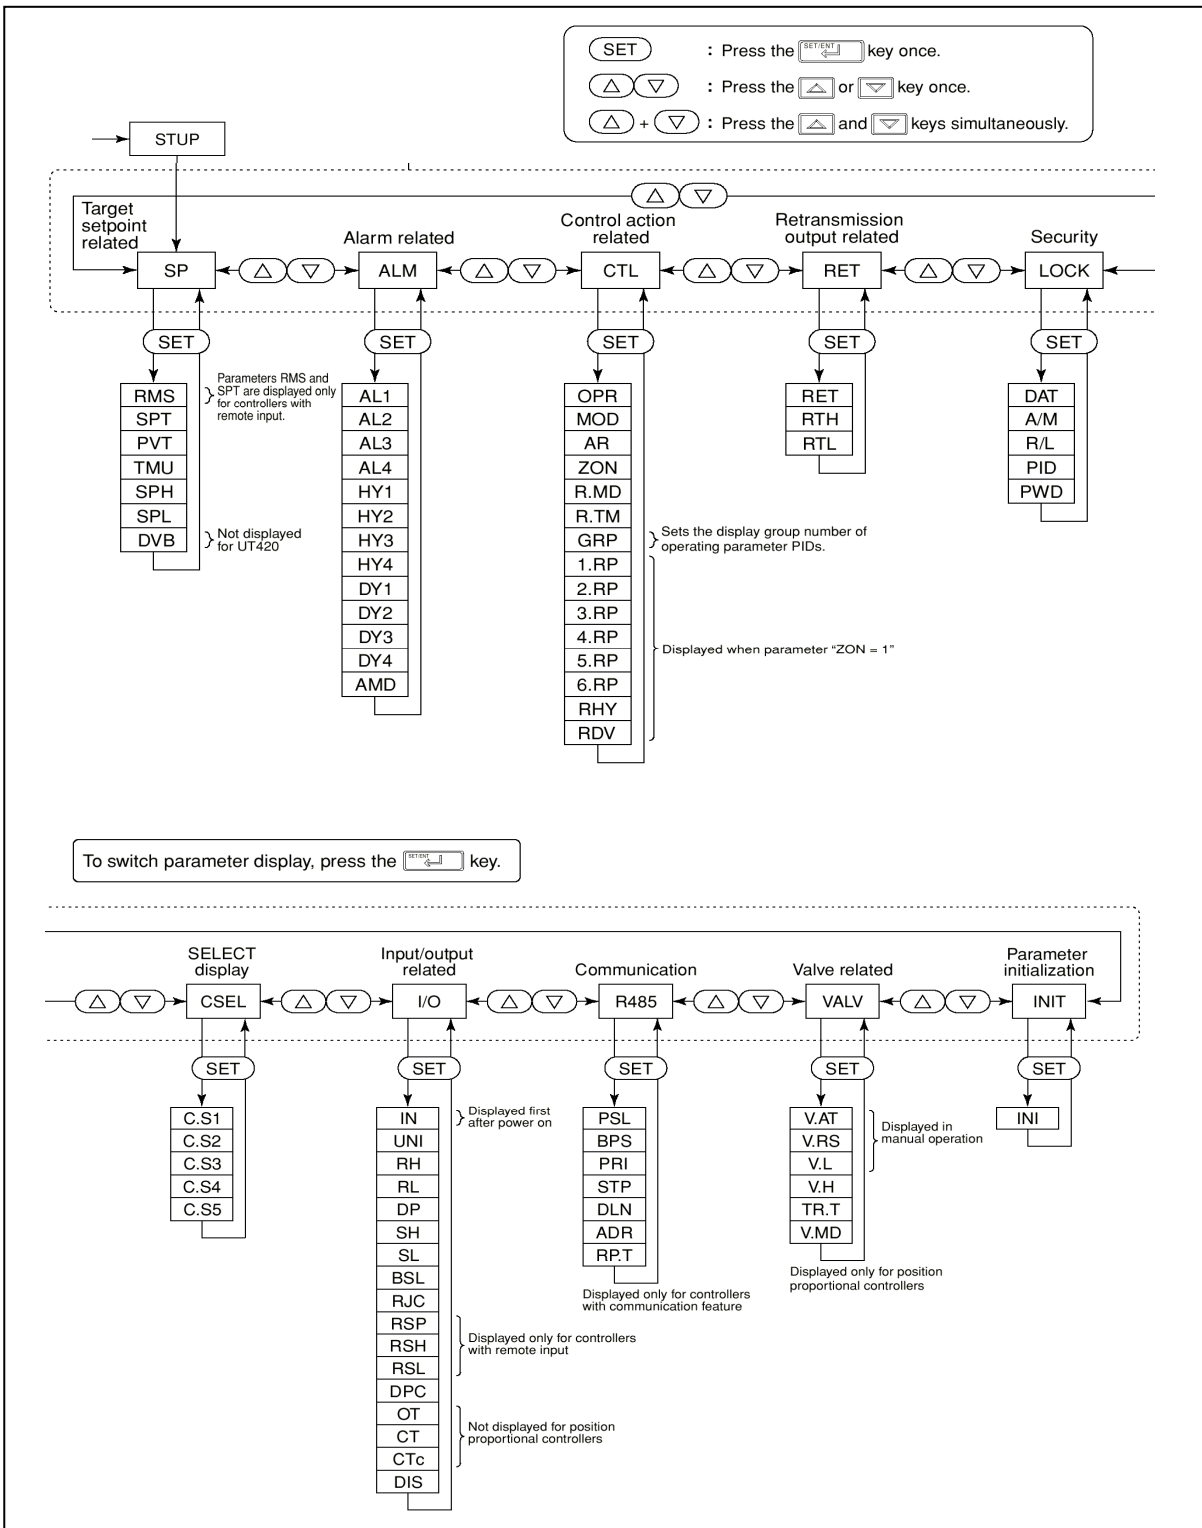 SET : Press the SET/ENT key once.
: Press the or key once.
+ : Press the and keys simultaneously.
STUP
Target
setpoint
related
Alarm related
Control action
related
Retransmission
output related
Security
SP
ALM
CTL
RET
LOCK
SET
SET
SET
SET
SET
RMS
SPT
PVT
TMU
SPH
SPL
DVB
Parameters RMS and
SPT are displayed only
for controllers with
remote input.
Not displayed
for UT420
AL1
AL2
AL3
AL4
HY1
HY2
HY3
HY4
DY1
DY2
DY3
DY4
AMD
OPR
MOD
AR
ZON
R.MD
R.TM
GRP
1.RP
2.RP
3.RP
4.RP
5.RP
6.RP
RHY
RDV
Sets the display group number of
operating parameter PIDs.
Displayed when parameter “ZON = 1”
RET
RTH
RTL
DAT
A/M
R/L
PID
PWD
To switch parameter display, press the SET/ENT key.
SELECT
display
Input/output
related
Communication
Valve related
Parameter
initialization
CSEL
I/O
R485
VALV
INIT
SET
SET
SET
SET
SET
C.S1
C.S2
C.S3
C.S4
C.S5
IN
UNI
RH
RL
DP
SH
SL
BSL
RJC
RSP
RSH
RSL
DPC
OT
CT
CTc
DIS
Displayed first
after power on
Displayed only for controllers
with remote input
Not displayed for position
proportional controllers
PSL
BPS
PRI
STP
DLN
ADR
RP.T
Displayed only for controllers
with communication feature
V.AT
V.RS
V.L
V.H
TR.T
V.MD
Displayed in
manual operation
Displayed only for position
proportional controllers
INI